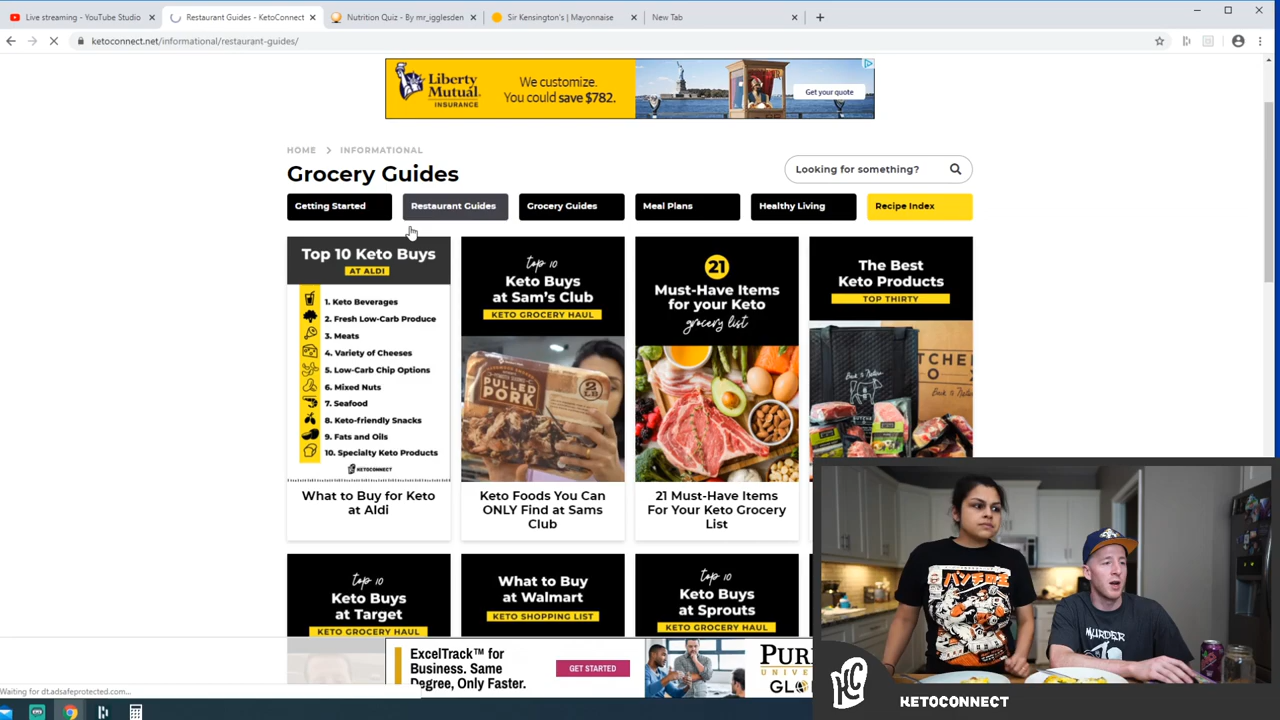 Live streaming - YouTube Studio
Restaurant Guides - KetoConnect
Nutrition Quiz - By mr_igglesden
Sir Kensington's | Mayonnaise
New Tab
ketoconnect.net/informational/restaurant-guides/
Liberty
Mutual
INSURANCE
We customize.
You could save $782.
Get your quote
HOME > INFORMATIONAL
Grocery Guides
Looking for something?
Getting Started
Restaurant Guides
Grocery Guides
Meal Plans
Healthy Living
Recipe Index
Top 10 Keto Buys
AT ALDI
1. Keto Beverages
2. Fresh Low-Carb Produce
3. Meats
4. Variety of Cheeses
5. Low-Carb Chip Options
6. Mixed Nuts
7. Seafood
8. Keto-friendly Snacks
9. Fats and Oils
10. Specialty Keto Products
KETOCONNECT
What to Buy for Keto
at Aldi
top 10
Keto Buys
at Sam's Club
KETO GROCERY HAUL
PULLED
PORK
2
Keto Foods You Can
ONLY Find at Sams
Club
21
Must-Have Items
for your Keto
grocery list
21 Must-Have Items
For Your Keto Grocery
List
The Best
Keto Products
TOP THIRTY
Back to Nature
top 10
Keto Buys
at Target
KETO GROCERY HAUL
What to Buy
at Walmart
KETO SHOPPING LIST
top 10
Keto Buys
at Sprouts
KETO GROCERY HAUL
ExcelTrack™ for
Business. Same
Degree, Only Faster.
GET STARTED
MURDER
KC
KETOCONNECT
Waiting for dt.adsafeprotected.com...